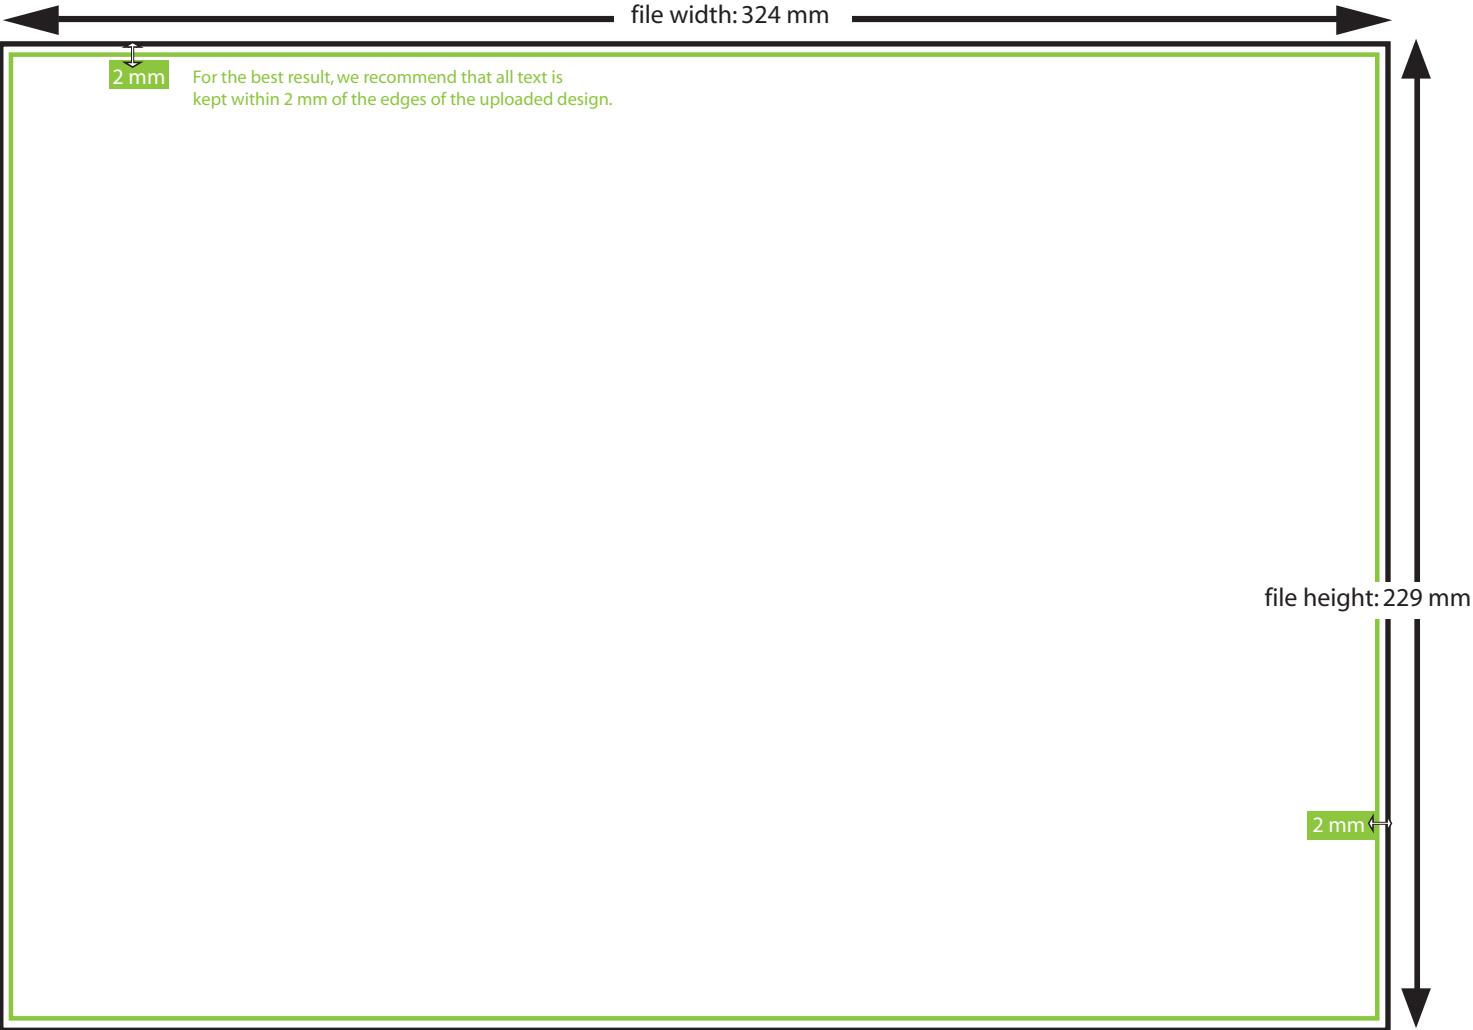 file width: 324 mm
2 mm
For the best result, we recommend that all text is
kept within 2 mm of the edges of the uploaded design.
file height: 229 mm
2 mm